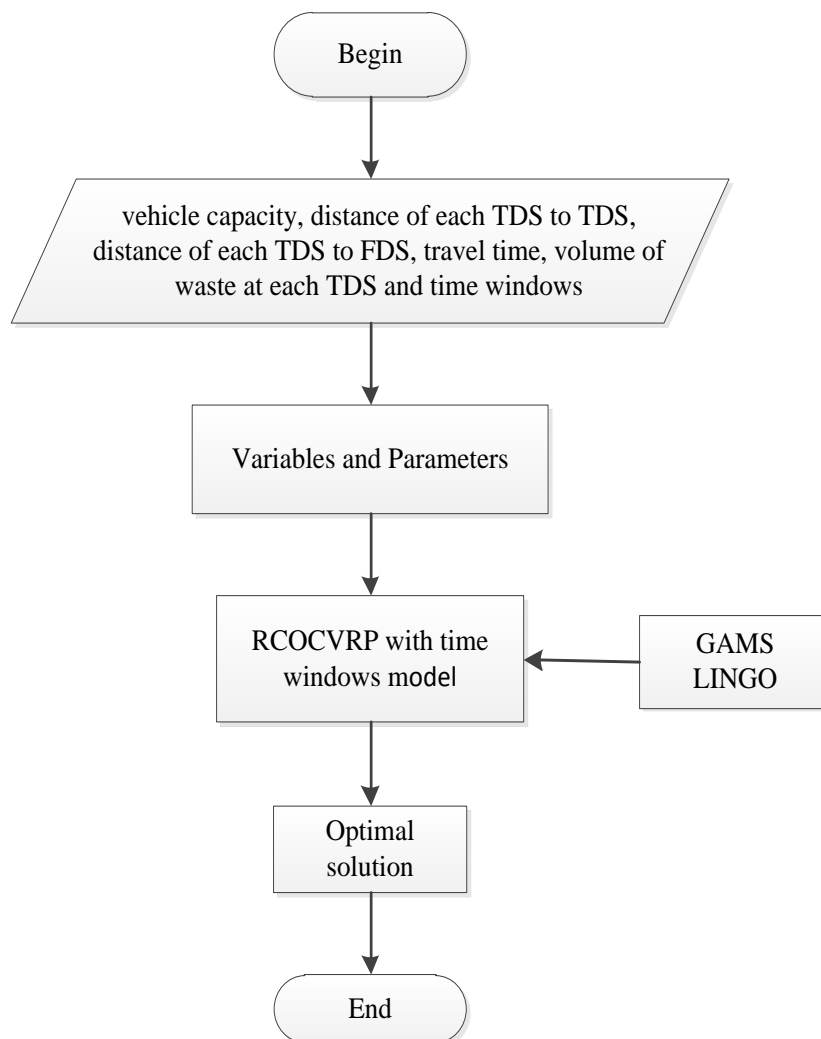 Begin
vehicle capacity, distance of each TDS to TDS,
distance of each TDS to FDS, travel time, volume of
waste at each TDS and time windows
Variables and Parameters
RCOCVRP with time
windows model
GAMS
LINGO
Optimal
solution
End